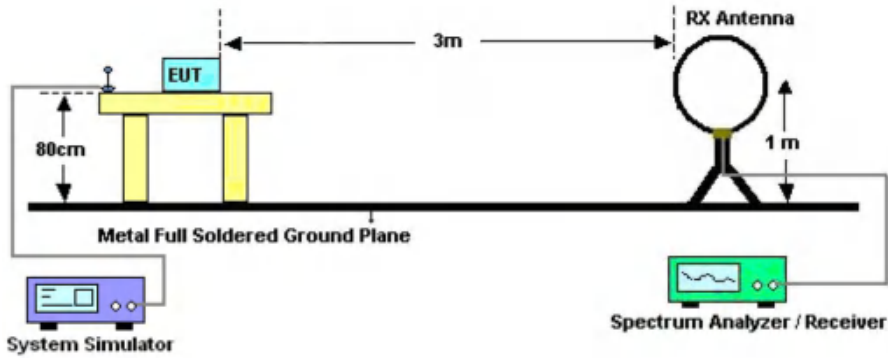 RX Antenna
3m
EUT
80cm
1 m
Metal Full Soldered Ground Plane
System Simulator
Spectrum Analyzer / Receiver